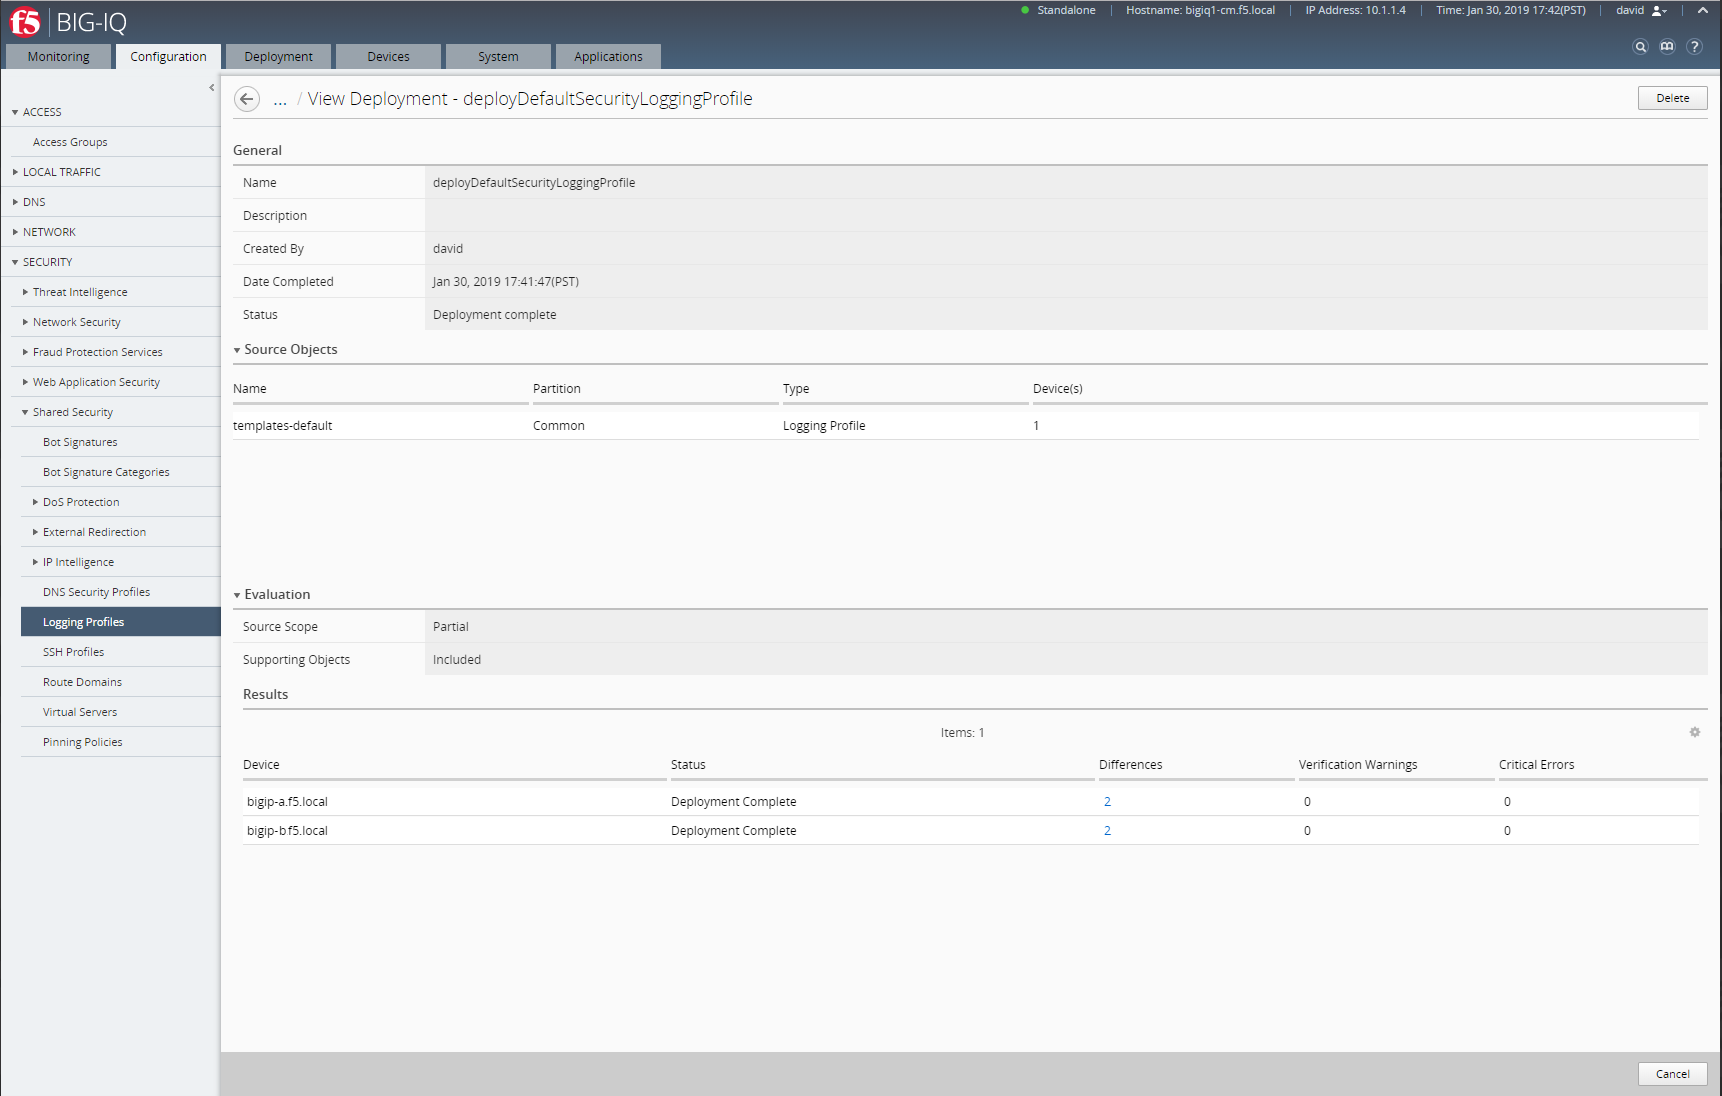 f5 BIG-IQ
Standalone Hostname: bigiq1-cm.f5.local IP Address: 10.1.1.4 Time: Jan 30, 2019 17:42(PST) david
Monitoring Configuration Deployment Devices System Applications
?
... / View Deployment - deployDefaultSecurityLoggingProfile
Delete
ACCESS
Access Groups
LOCAL TRAFFIC
DNS
NETWORK
SECURITY
Threat Intelligence
Network Security
Fraud Protection Services
Web Application Security
Shared Security
Bot Signatures
Bot Signature Categories
DoS Protection
External Redirection
IP Intelligence
DNS Security Profiles
Logging Profiles
SSH Profiles
Route Domains
Virtual Servers
Pinning Policies
General
Name deployDefaultSecurityLoggingProfile
Description
Created By david
Date Completed Jan 30, 2019 17:41:47(PST)
Status Deployment complete
Source Objects
Name Partition Type Device(s)
templates-default Common Logging Profile 1
Evaluation
Source Scope Partial
Supporting Objects Included
Results
Items: 1
Device Status Differences Verification Warnings Critical Errors
bigip-a.f5.local Deployment Complete 2 0 0
bigip-b f5.local Deployment Complete 2 0 0
Cancel